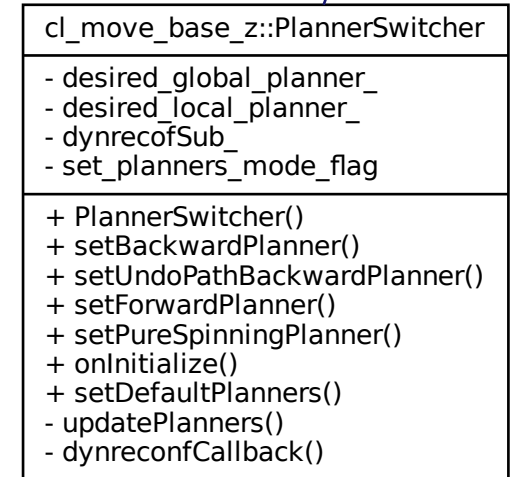 cl_move_base_z::PlannerSwitcher
- desired_global_planner_
- desired_local_planner_
- dynrecofSub_
- set_planners_mode_flag
+ PlannerSwitcher()
+ setBackwardPlanner()
+ setUndoPathBackwardPlanner()
+ setForwardPlanner()
+ setPureSpinningPlanner()
+ onInitialize()
+ setDefaultPlanners()
- updatePlanners()
- dynreconfCallback()